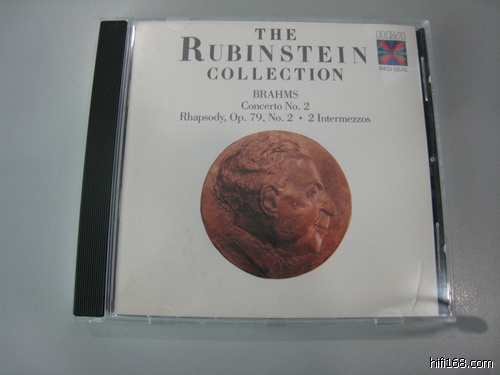 THE
RUBINSTEIN
COLLECTION
BRAHMS
Concerto No. 2
Rhapsody, Op. 79, No. 2 • 2 Intermezzos
RCA
RED SEAL
hifi168.com